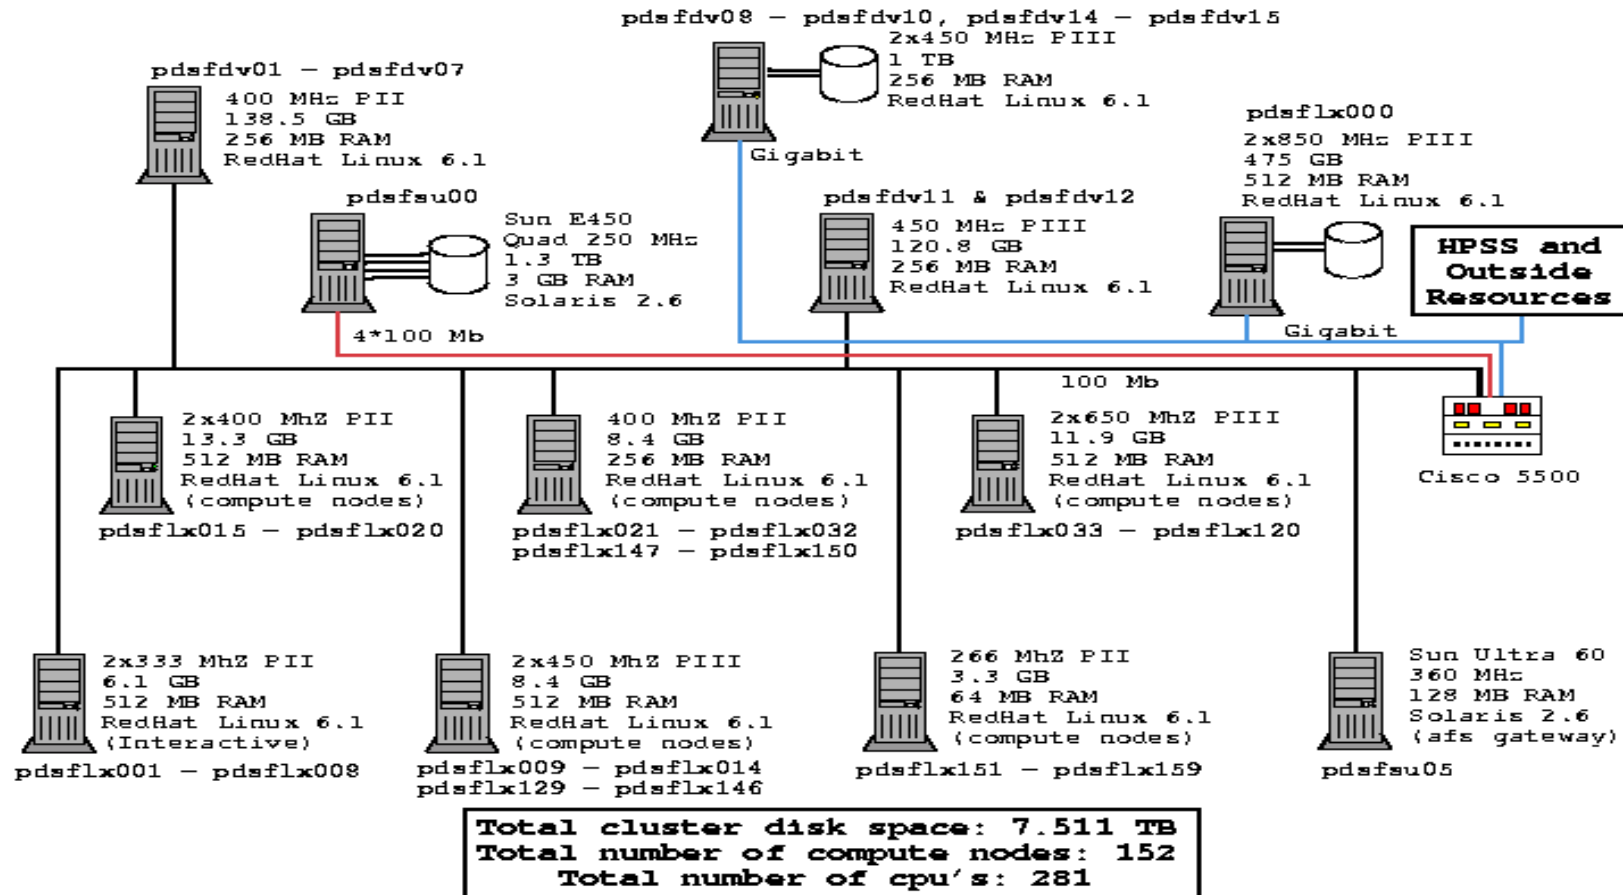 pdsfdv08 – pdsfdv10, pdsfdv14 – pdsfdv15
2x450 MHz PIII
1 TB
256 MB RAM
RedHat Linux 6.1
Gigabit
pdsfdv01 – pdsfdv07
400 MHz PII
138.5 GB
256 MB RAM
RedHat Linux 6.1
pdsflx000
2x850 MHz PIII
475 GB
512 MB RAM
RedHat Linux 6.1
Gigabit
pdsfsu00
Sun E450
Quad 250 MHz
1.3 TB
3 GB RAM
Solaris 2.6
4*100 Mb
pdsfdv11 & pdsfdv12
450 MHz PIII
120.8 GB
256 MB RAM
RedHat Linux 6.1
HPSS and
Outside
Resources
100 Mb
2x400 MhZ PII
13.3 GB
512 MB RAM
RedHat Linux 6.1
(compute nodes)
pdsflx015 – pdsflx020
400 MhZ PII
8.4 GB
256 MB RAM
RedHat Linux 6.1
(compute nodes)
pdsflx021 – pdsflx032
pdsflx147 – pdsflx150
2x650 MhZ PIII
11.9 GB
512 MB RAM
RedHat Linux 6.1
(compute nodes)
pdsflx033 – pdsflx120
Cisco 5500
2x333 MhZ PII
6.1 GB
512 MB RAM
RedHat Linux 6.1
(Interactive)
pdsflx001 – pdsflx008
2x450 MhZ PIII
8.4 GB
512 MB RAM
RedHat Linux 6.1
(compute nodes)
pdsflx009 – pdsflx014
pdsflx129 – pdsflx146
266 MhZ PII
3.3 GB
64 MB RAM
RedHat Linux 6.1
(compute nodes)
pdsflx151 – pdsflx159
Sun Ultra 60
360 MHz
128 MB RAM
Solaris 2.6
(afs gateway)
pdsfsu05
Total cluster disk space: 7.511 TB
Total number of compute nodes: 152
Total number of cpu's: 281